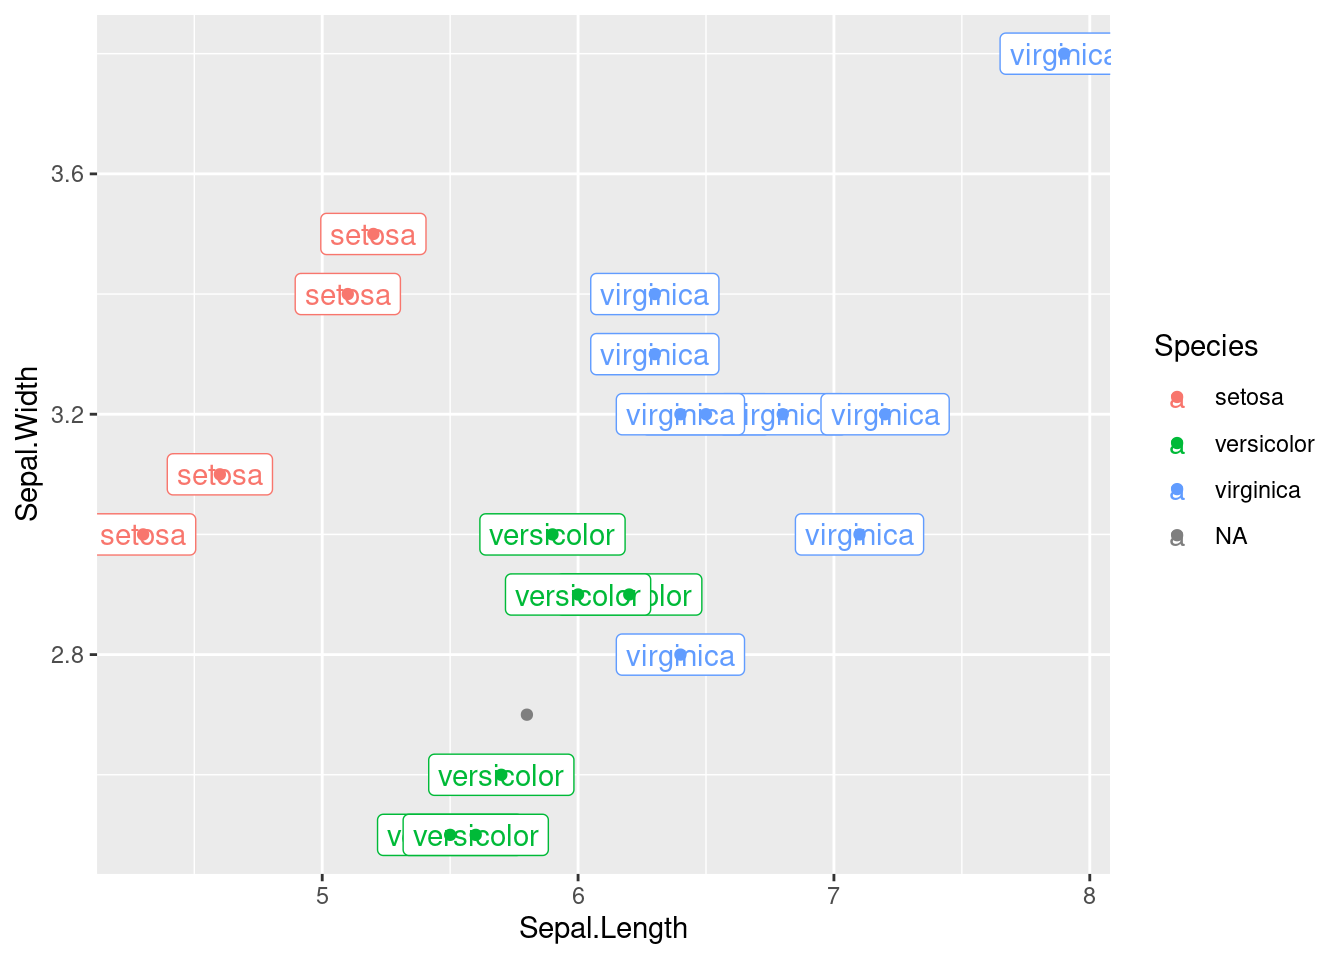 virginica
3.6
setosa
setosa
virginica
virginica
3.2
virginica
irginic
virginica
setosa
setosa
versicolor
virginica
versicolor
olor
2.8
virginica
versicolor
v
versicolor
5
6
7
8
Sepal.Length
Sepal.Width
Species
a setosa
a versicolor
a virginica
a NA